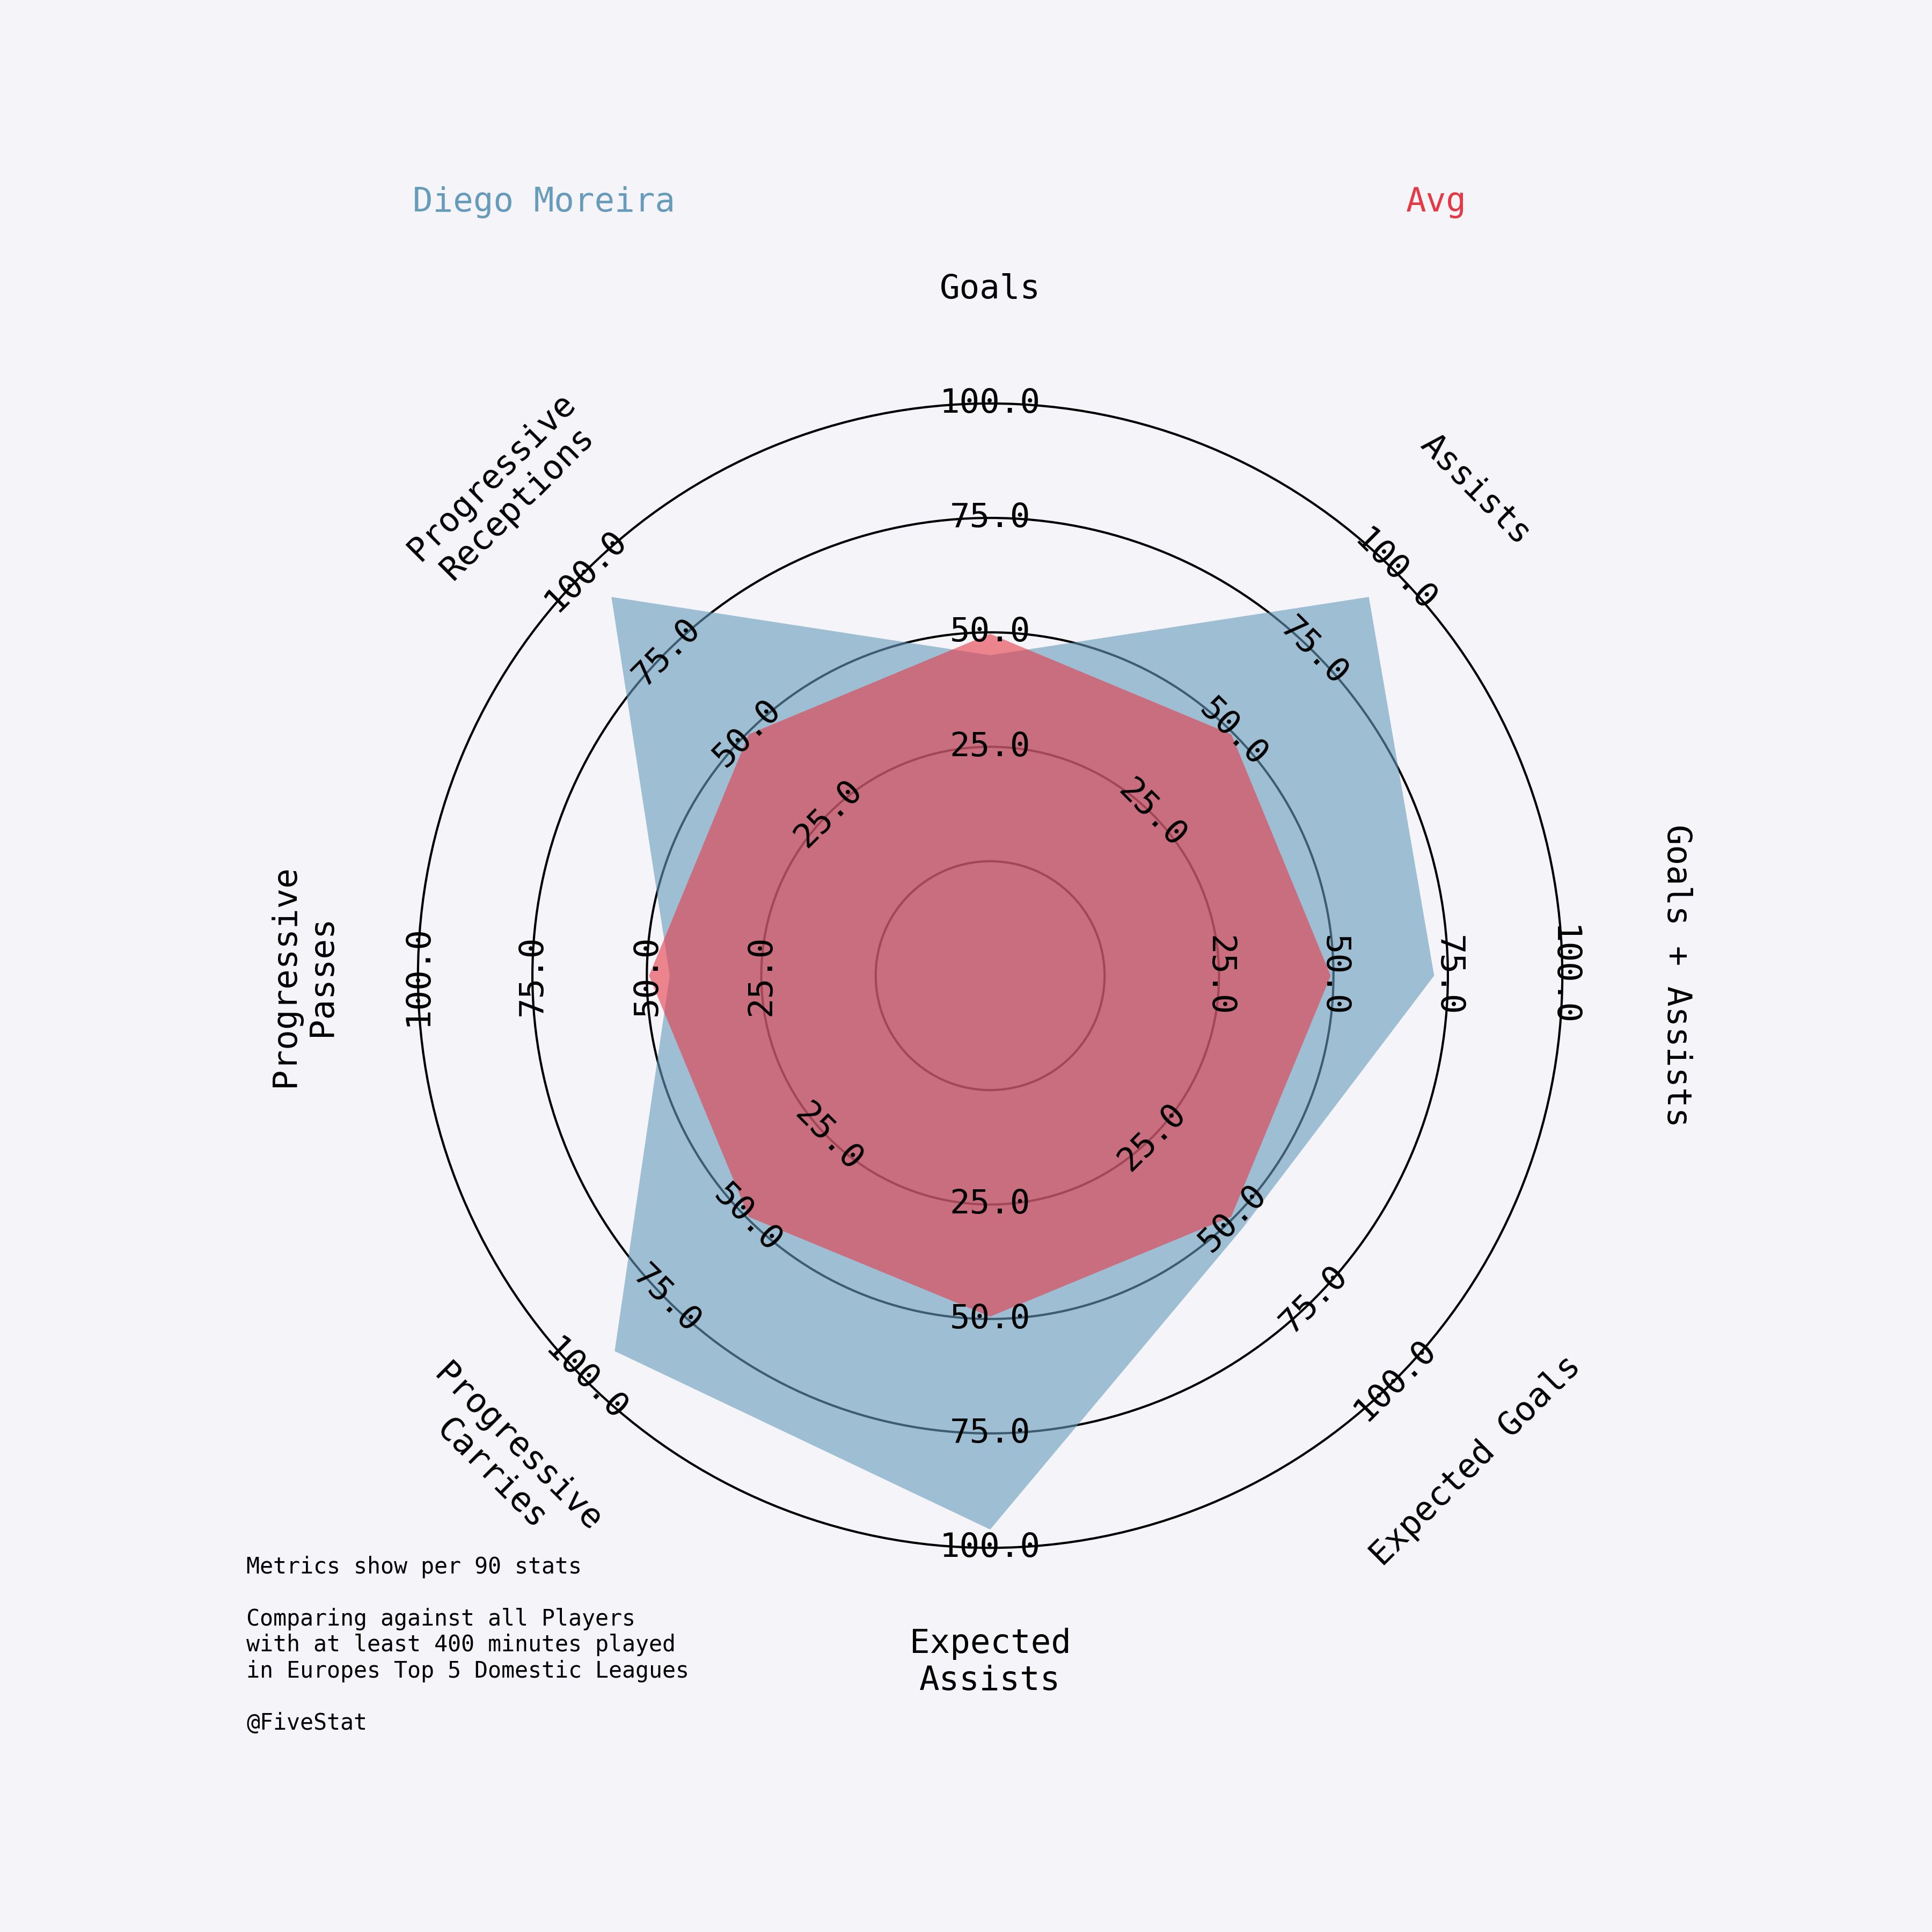 Diego Moreira
Avg
Goals
Assists
Goals + Assists
Expected Goals
Expected
Assists
Progressive
Carries
Progressive
Passes
Progressive
Receptions
25.0
50.0
75.0
100.0
25.0
50.0
75.0
100.0
25.0
50.0
75.0
100.0
25.0
50.0
75.0
100.0
25.0
50.0
75.0
100.0
25.0
50.0
75.0
100.0
25.0
50.0
75.0
100.0
25.0
50.0
75.0
100.0
Metrics show per 90 stats
Comparing against all Players
with at least 400 minutes played
in Europes Top 5 Domestic Leagues
@FiveStat